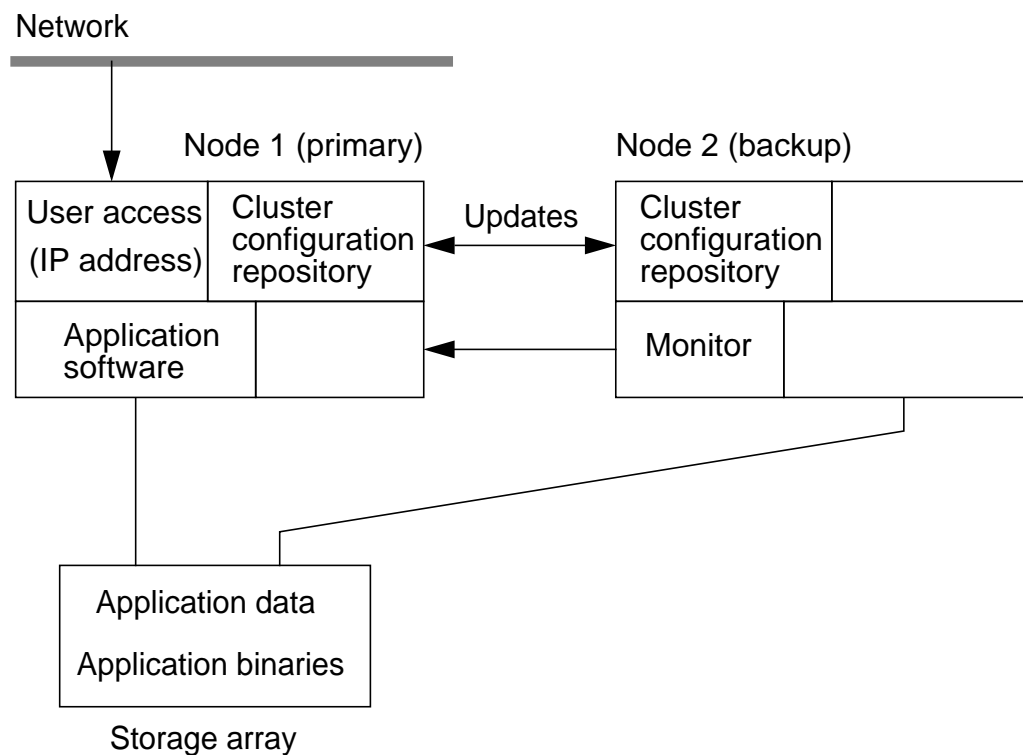 Network
Node 1 (primary)
Node 2 (backup)
User access
(IP address)
Cluster
configuration
repository
Updates
Cluster
configuration
repository
Application
software
Monitor
Application data
Application binaries
Storage array